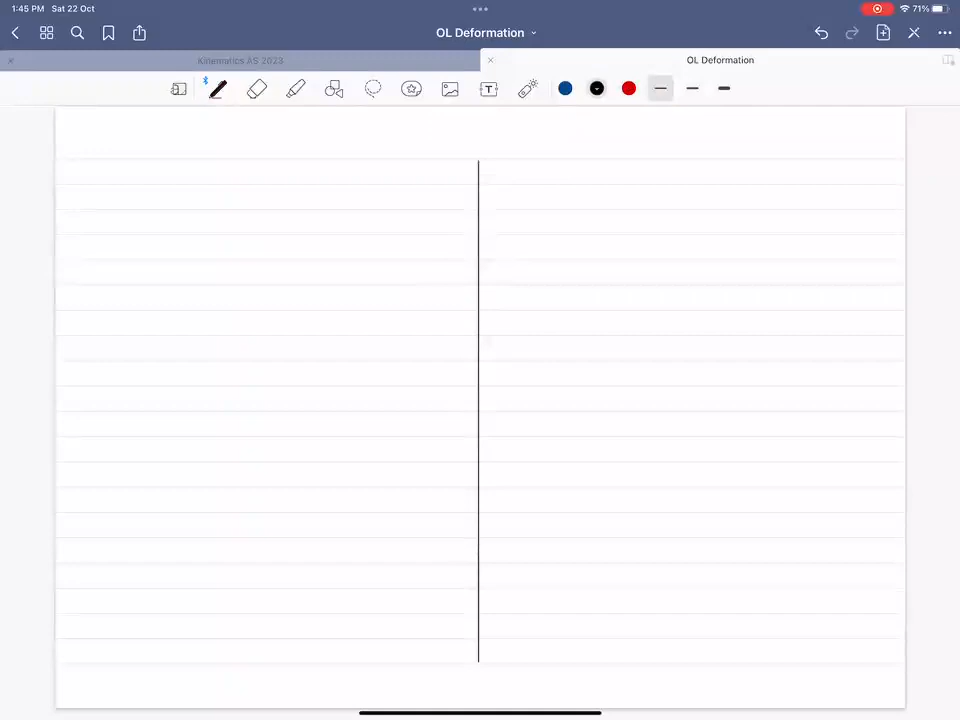 1:45 PM Sat 22 Oct
71%
OL Deformation
Kinematics AS 2023
OL Deformation
T